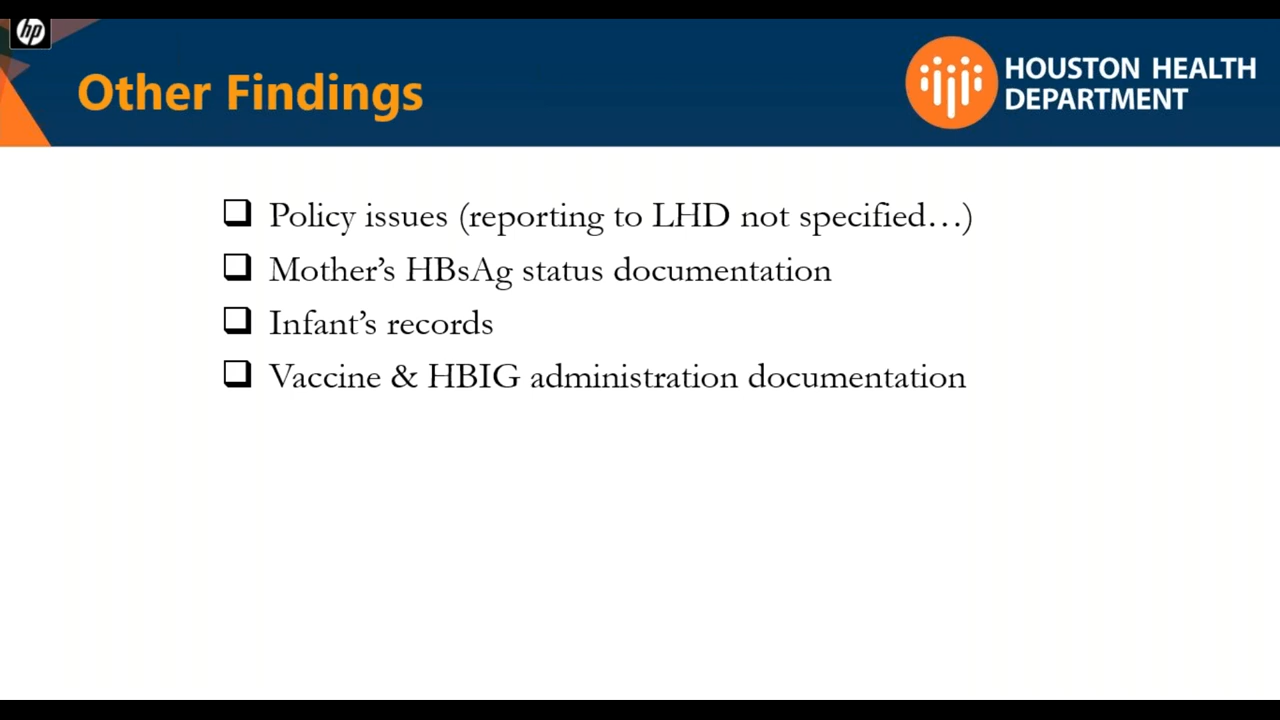 hp
Other Findings
HOUSTON HEALTH
DEPARTMENT
❑ Policy issues (reporting to LHD not specified…)
❑ Mother’s HBsAg status documentation
❑ Infant’s records
❑ Vaccine & HBIG administration documentation